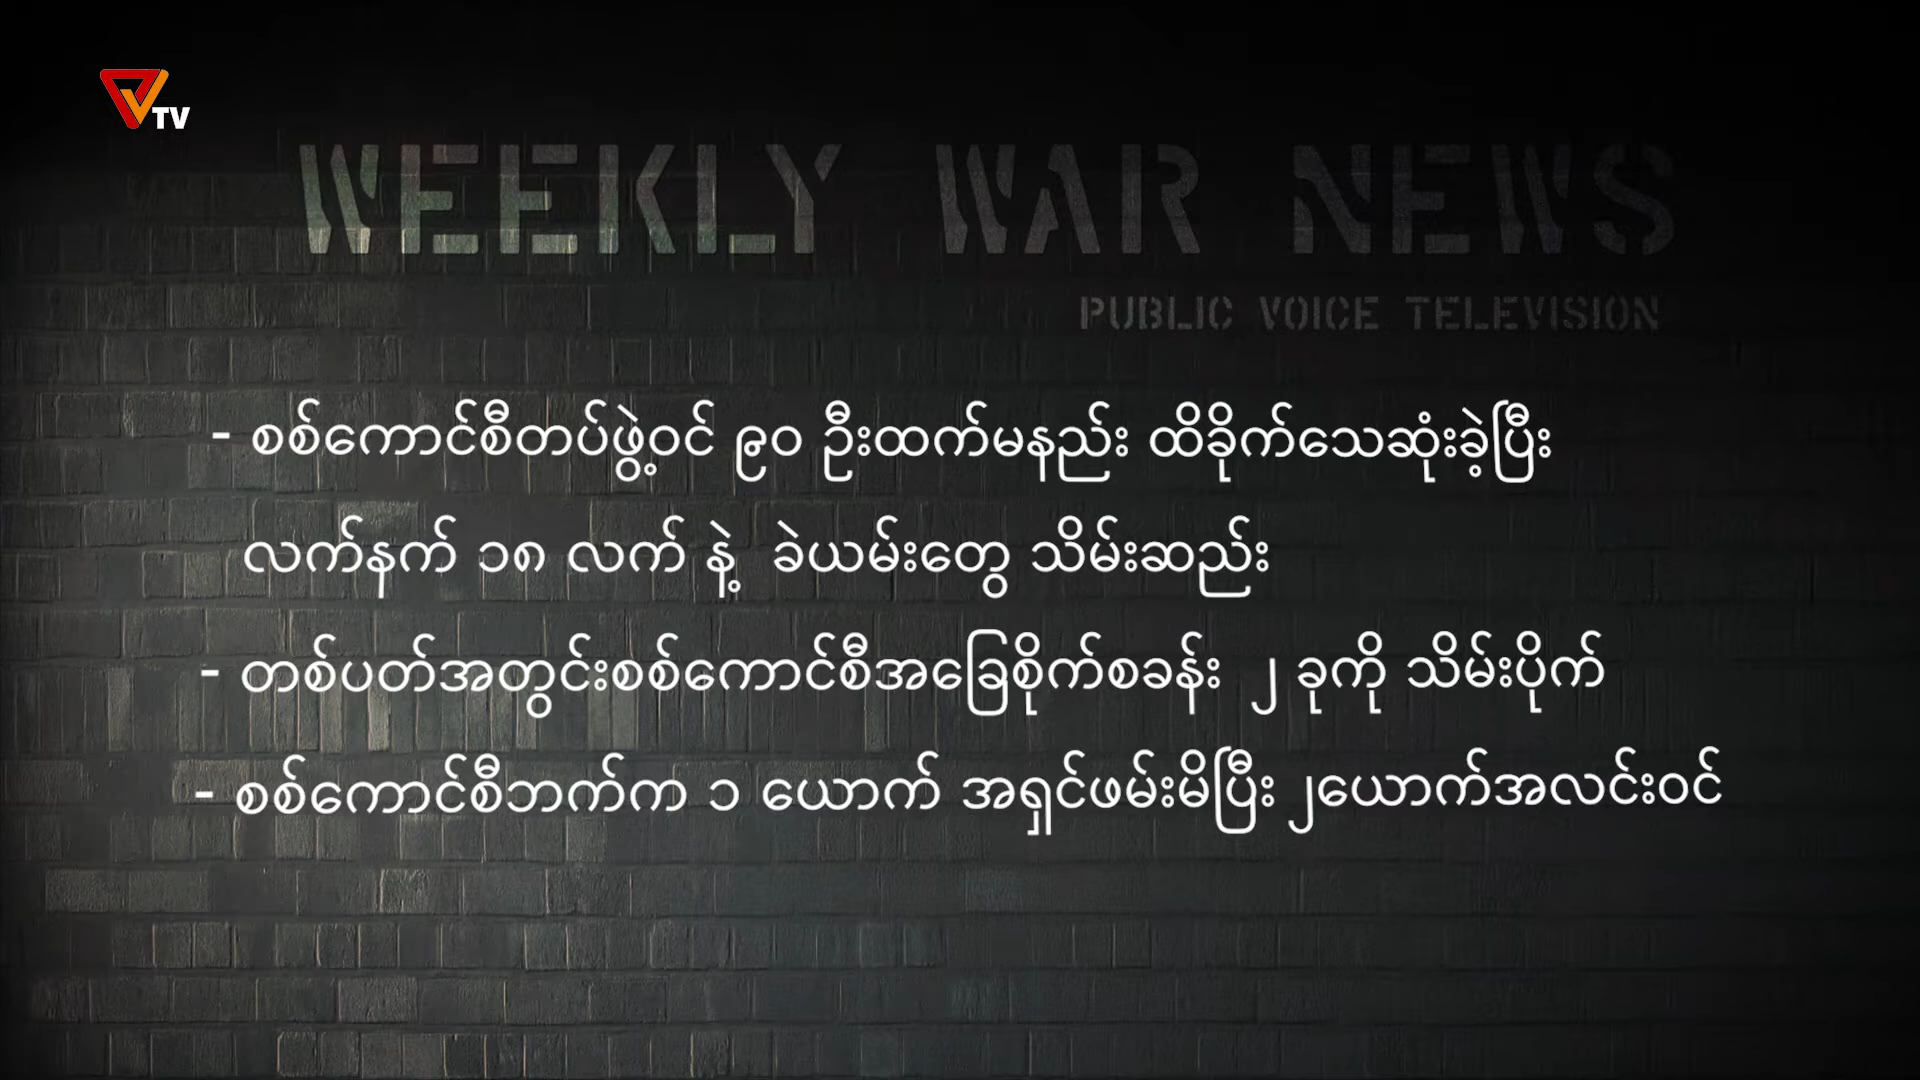 TV
WEEKLY WAR NEWS
PUBLIC VOICE TELEVISION
- စစ်ကောင်စီတပ်ဖွဲ့ဝင် ၉၀ ဦးထက်မနည်း ထိခိုက်သေဆုံးခဲ့ပြီး
လက်နက် ၁၈ လက် နဲ့ ခဲယမ်းတွေ သိမ်းဆည်း
- တစ်ပတ်အတွင်းစစ်ကောင်စီအခြေစိုက်စခန်း ၂ ခုကို သိမ်းပိုက်
- စစ်ကောင်စီဘက်က ၁ ယောက် အရှင်ဖမ်းမိပြီး ၂ယောက်အလင်းဝင်